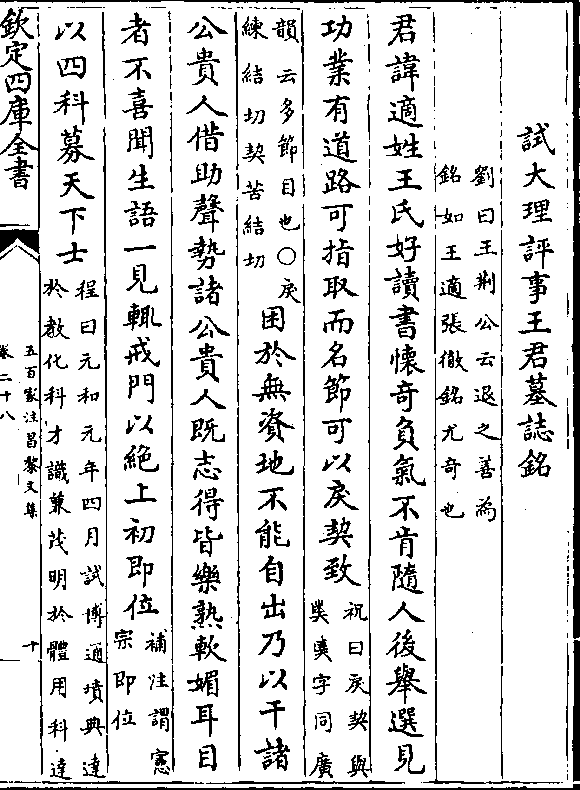 試大理評事王君墓誌銘
劉曰王荆公云退之善為
銘如王適張徹銘尤奇也
君諱適姓王氏好讀書懷奇負氣不肯隨人後舉選見
功業有道路可指取而名節可以戾契致
祝曰戾契與
奊㚖字同廣
韻云多節目也〇戾
練結切契苦結切
困於無資地不能自出乃以干諸
公貴人借助聲勢諸公貴人既志得皆樂熟軟媚耳目
者不喜聞生語一見輒戒門以絶上初即位
補注謂憲
宗即位
以四科募天下士
程曰元和元年四月試博通墳典達
於教化科才識兼茂明於體用科達
欽定四庫全書
五百家注昌黎文集
卷二十八
十